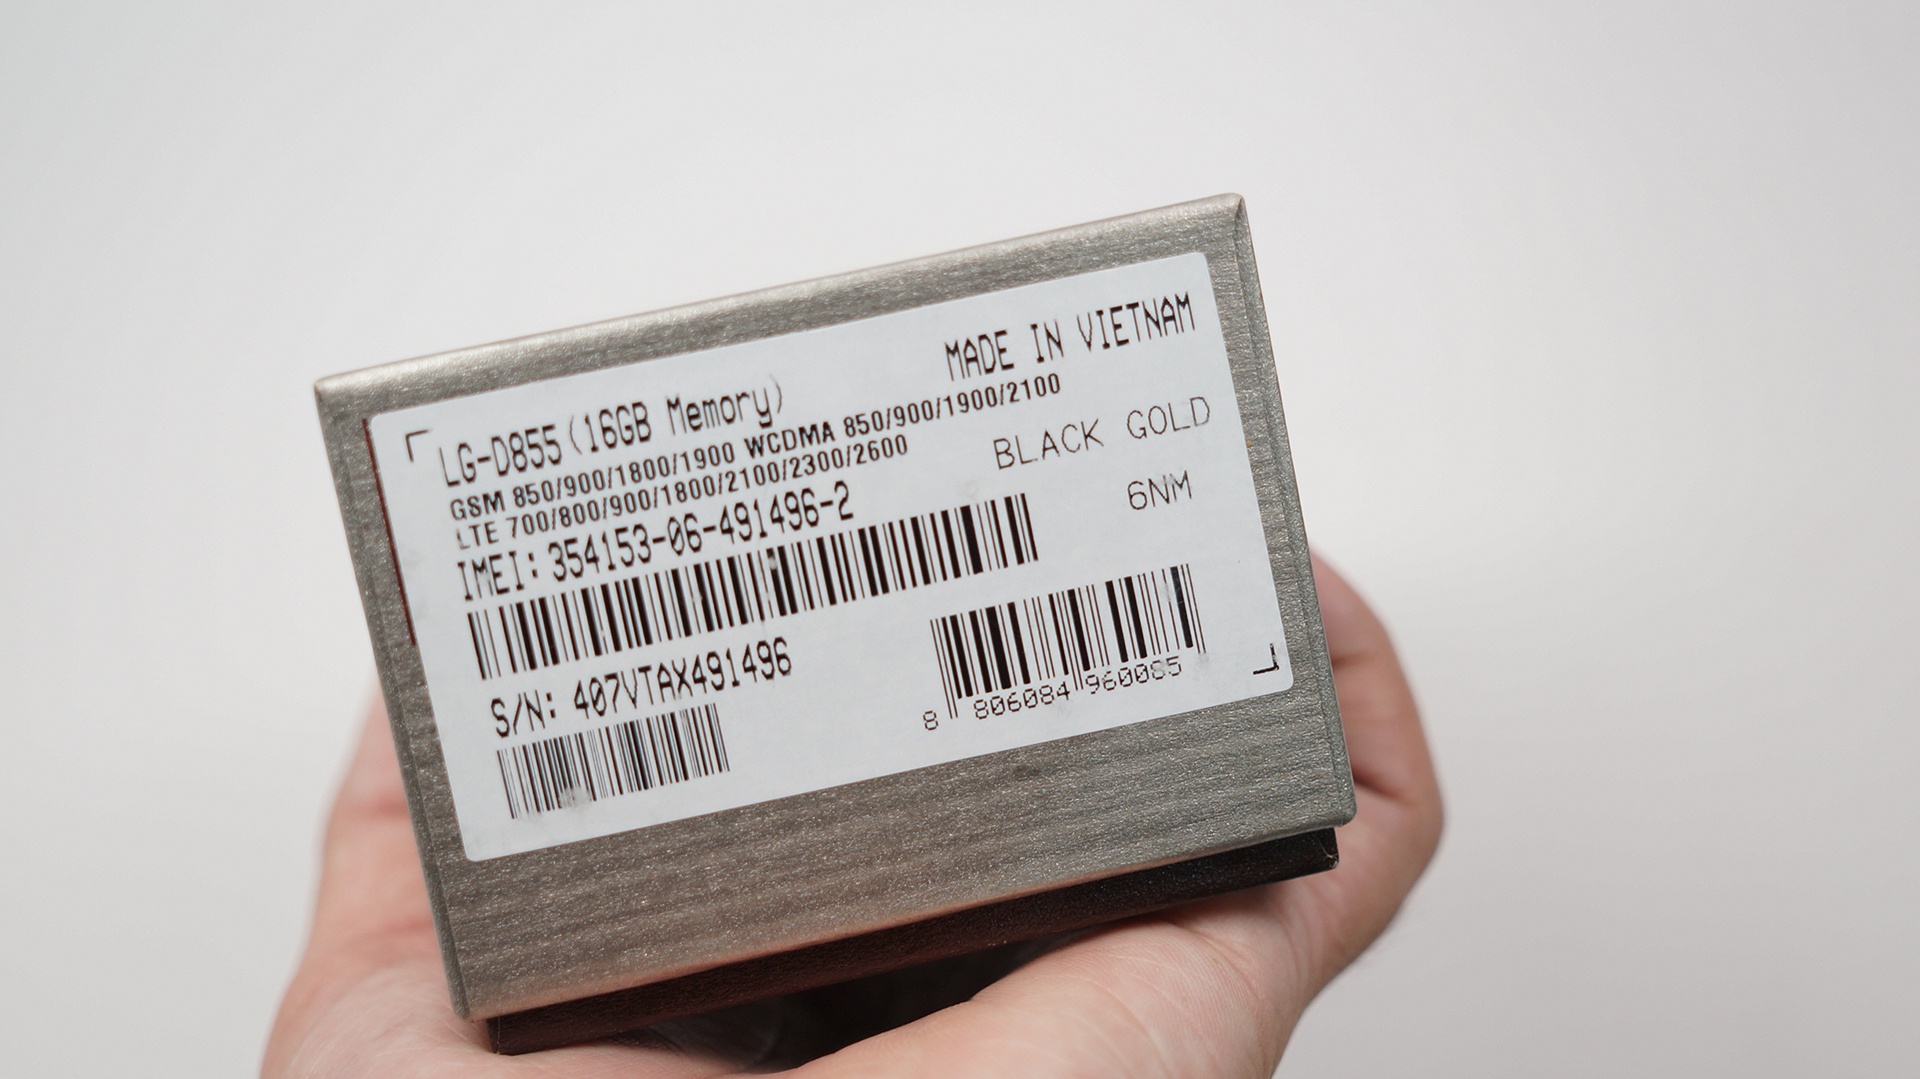 MADE IN VIETNAM
LG-D855(16GB Memory)
GSM 850/900/1800/1900 WCDMA 850/900/1900/2100
LTE 700/800/900/1800/2100/2300/2600
BLACK GOLD
IMEI: 354153-06-491496-2
6NM
S/N: 407VTAX491496
8 806084 960085